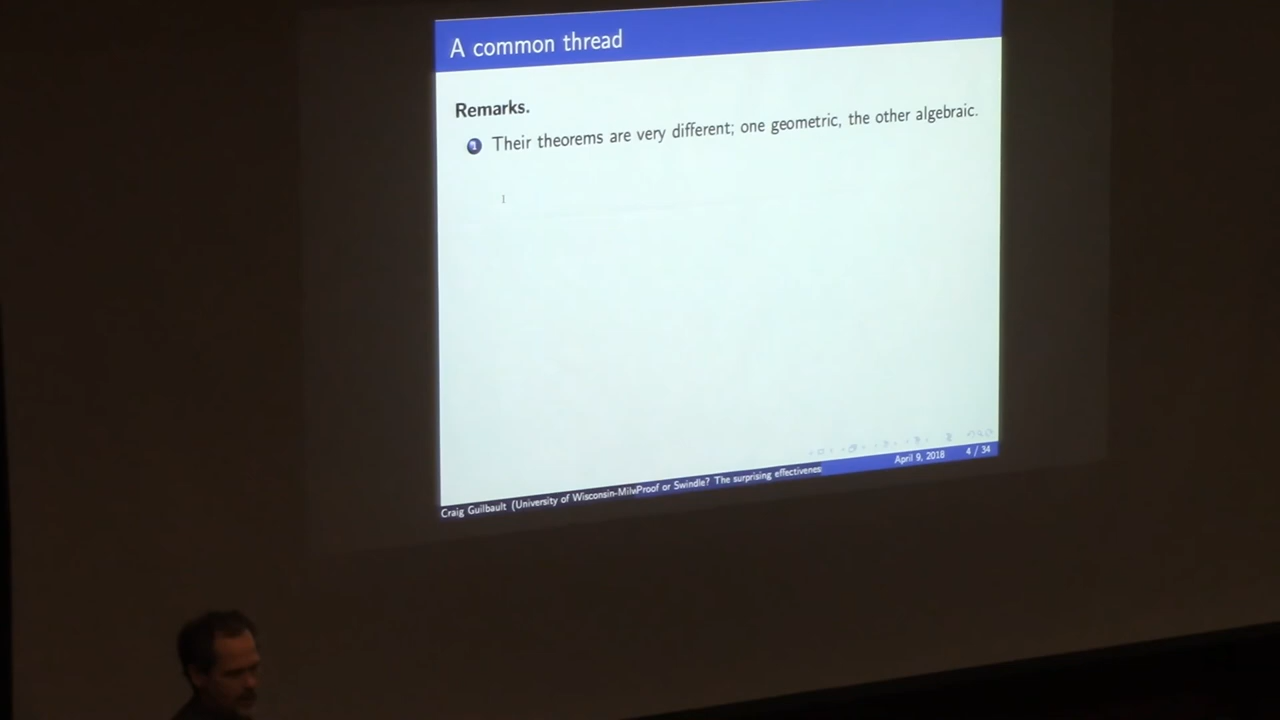 A common thread
Remarks.
1 Their theorems are very different; one geometric, the other algebraic.
Craig Guilbault (University of Wisconsin-Milw Proof or Swindle? The surprising effectivenes April 9, 2018 4 / 34